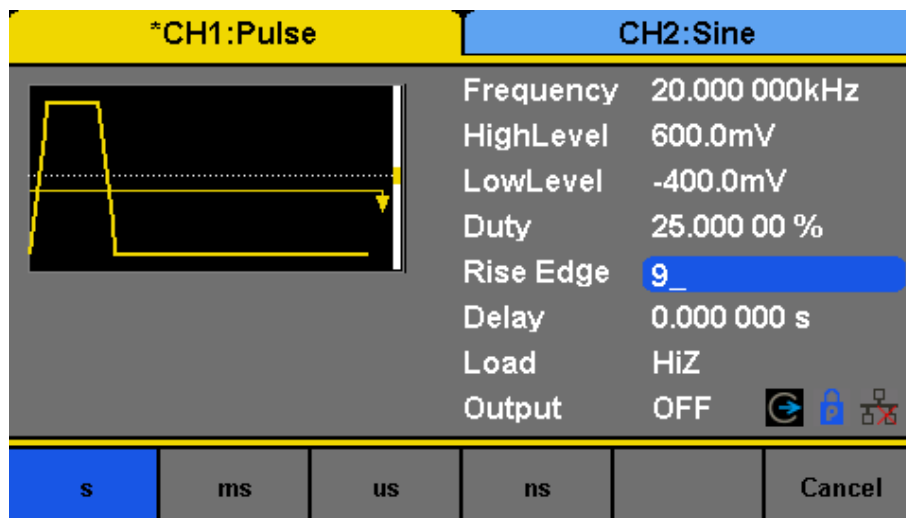 *CH1:Pulse CH2:Sine
Frequency 20.000 000kHz
HighLevel 600.0mV
LowLevel -400.0mV
Duty 25.000 00 %
Rise Edge 9_
Delay 0.000 000 s
Load HiZ
Output OFF P
s ms us ns Cancel